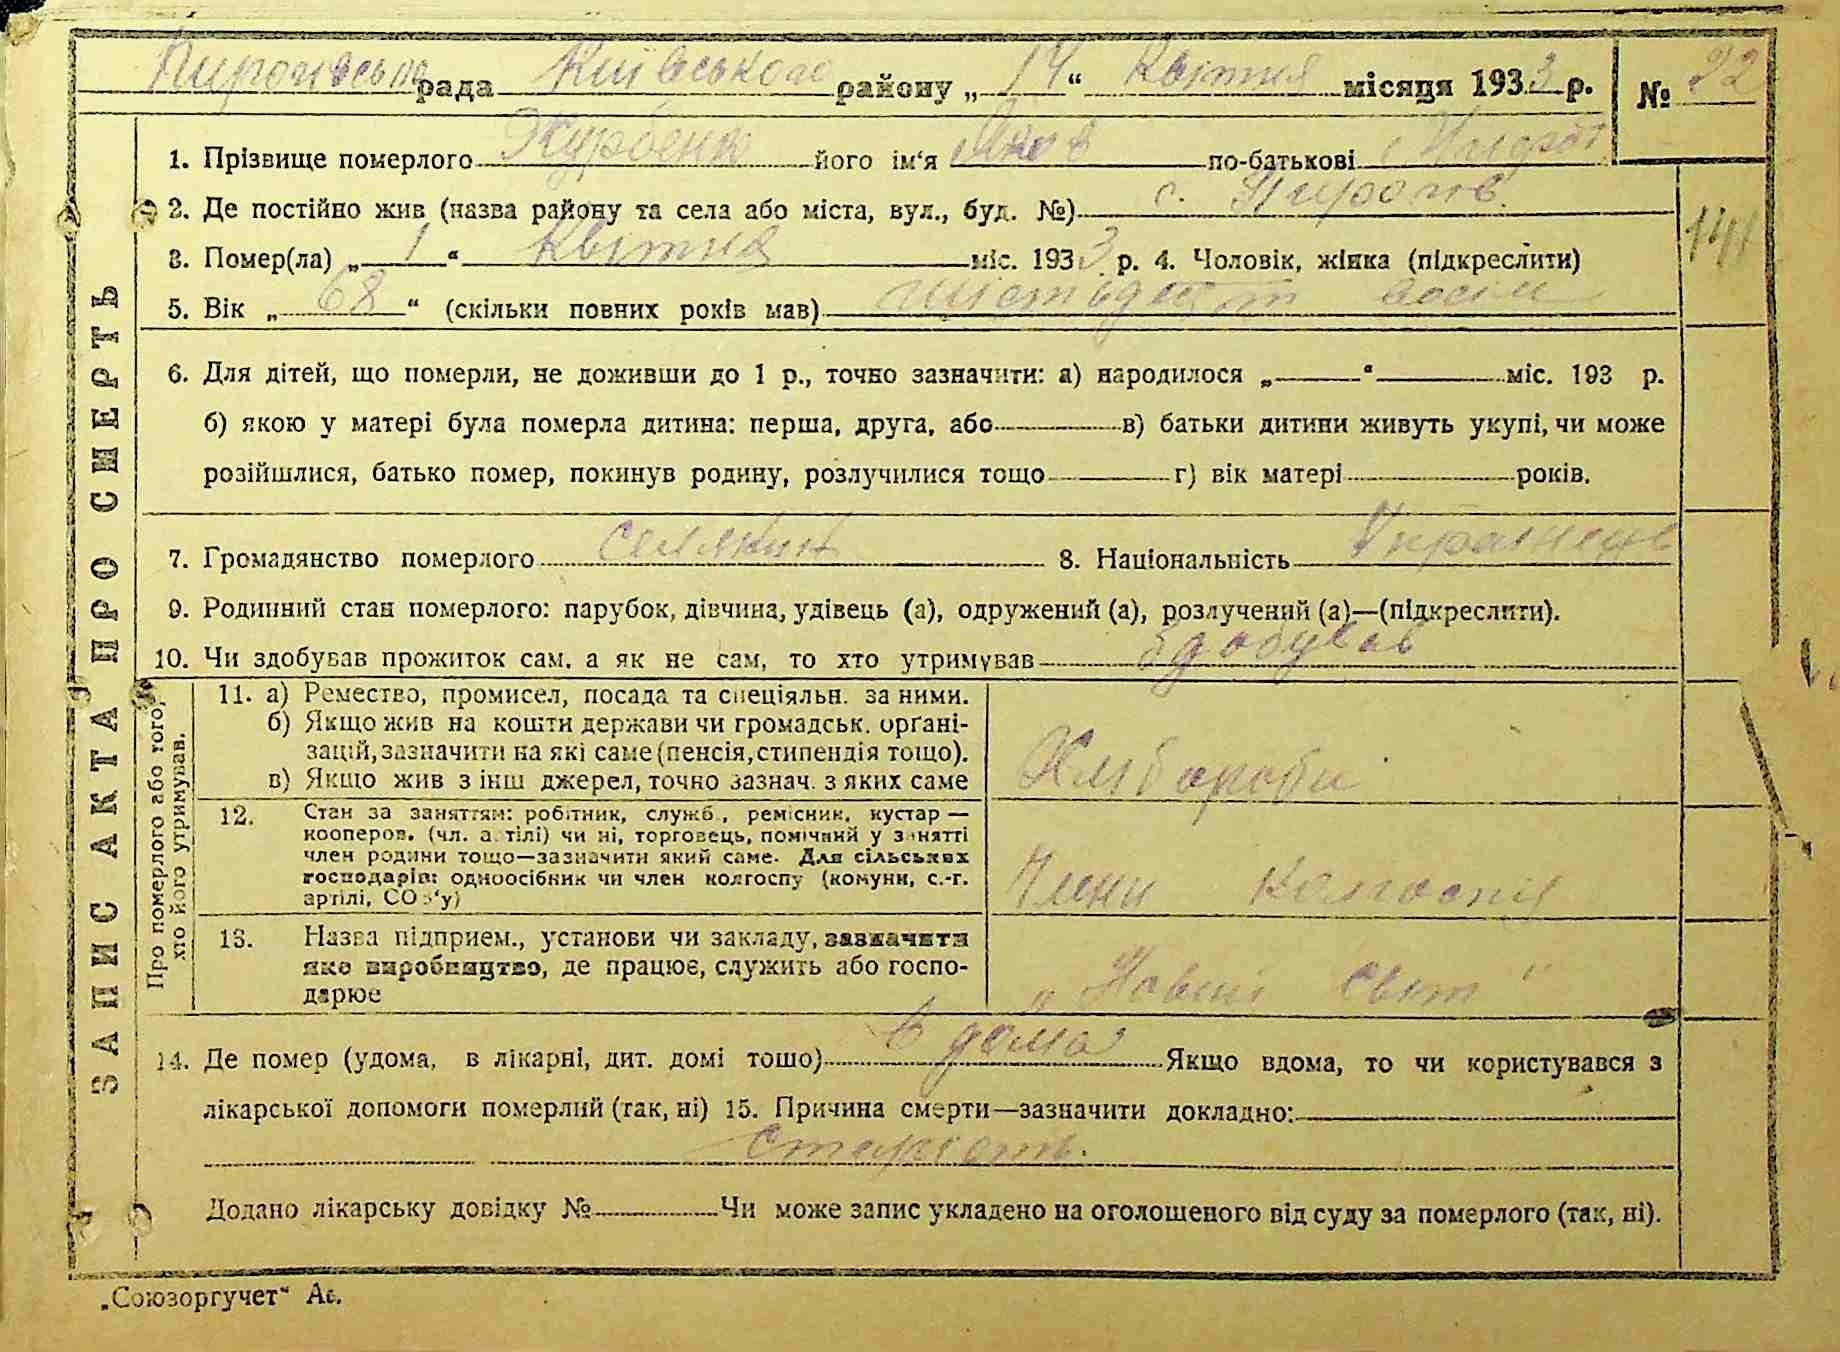 Пирогівська рада Київського району „ 14 “ Квітня місяця 1933 р. № 22
1. Прізвище померлого Журбенко його ім'я Яків по-батькові
2. Де постійно жив (назва району та села або міста, вул., буд. №) с. Пирогів.
3. Помер(ла) „ 1 “ Квітня міс. 1933 р. 4. Чоловік, жінка (підкреслити)
141
5. Вік „ 68 “ (скільки повних років мав) шістьдесят восім
6. Для дітей, що померли, не доживши до 1 р., точно зазначити: а) народилося „ “ міс. 193 р.
б) якою у матері була померла дитина: перша, друга, або в) батьки дитини живуть укупі, чи може
розійшлися, батько помер, покинув родину, розлучилися тощо г) вік матері років.
7. Громадянство померлого селянин 8. Національність Українець
9. Родинний стан померлого: парубок, дівчина, удівець (а), одружений (а), розлучений (а)—(підкреслити).
10. Чи здобував прожиток сам, а як не сам, то хто утримував здобував
ЗАПИС АКТА ПРО СМЕРТЬ
Про померлого або того,
хто його утримував.
11. а) Ремество, промисел, посада та спеціяльн. за ними.
б) Якщо жив на кошти держави чи громадськ. орґані-
зацій, зазначити на які саме (пенсія, стипендія тощо).
в) Якщо жив з інш джерел, точно зазнач. з яких саме
Хлібороби
12. Стан за заняттям: робітник, служб., ремісник, кустар —
кооперов. (чл. артілі) чи ні, торговець, помічний у занятті
член родини тощо—зазначити який саме. Для сільських
господарів: одноосібник чи член колгоспу (комуни, с.-г.
артілі, СОЗ'у)
Члени колгоспу
13. Назва підприєм., установи чи закладу, зазначити
яке виробництво, де працює, служить або госпо-
дарює
„Новий світ"
14. Де помер (удома, в лікарні, дит. домі тошо) в дома Якщо вдома, то чи користувався з
лікарської допомоги померлий (так, ні) 15. Причина смерти—зазначити докладно:
старість.
Додано лікарську довідку № Чи може запис укладено на оголошеного від суду за померлого (так, ні).
„Союзоргучет“